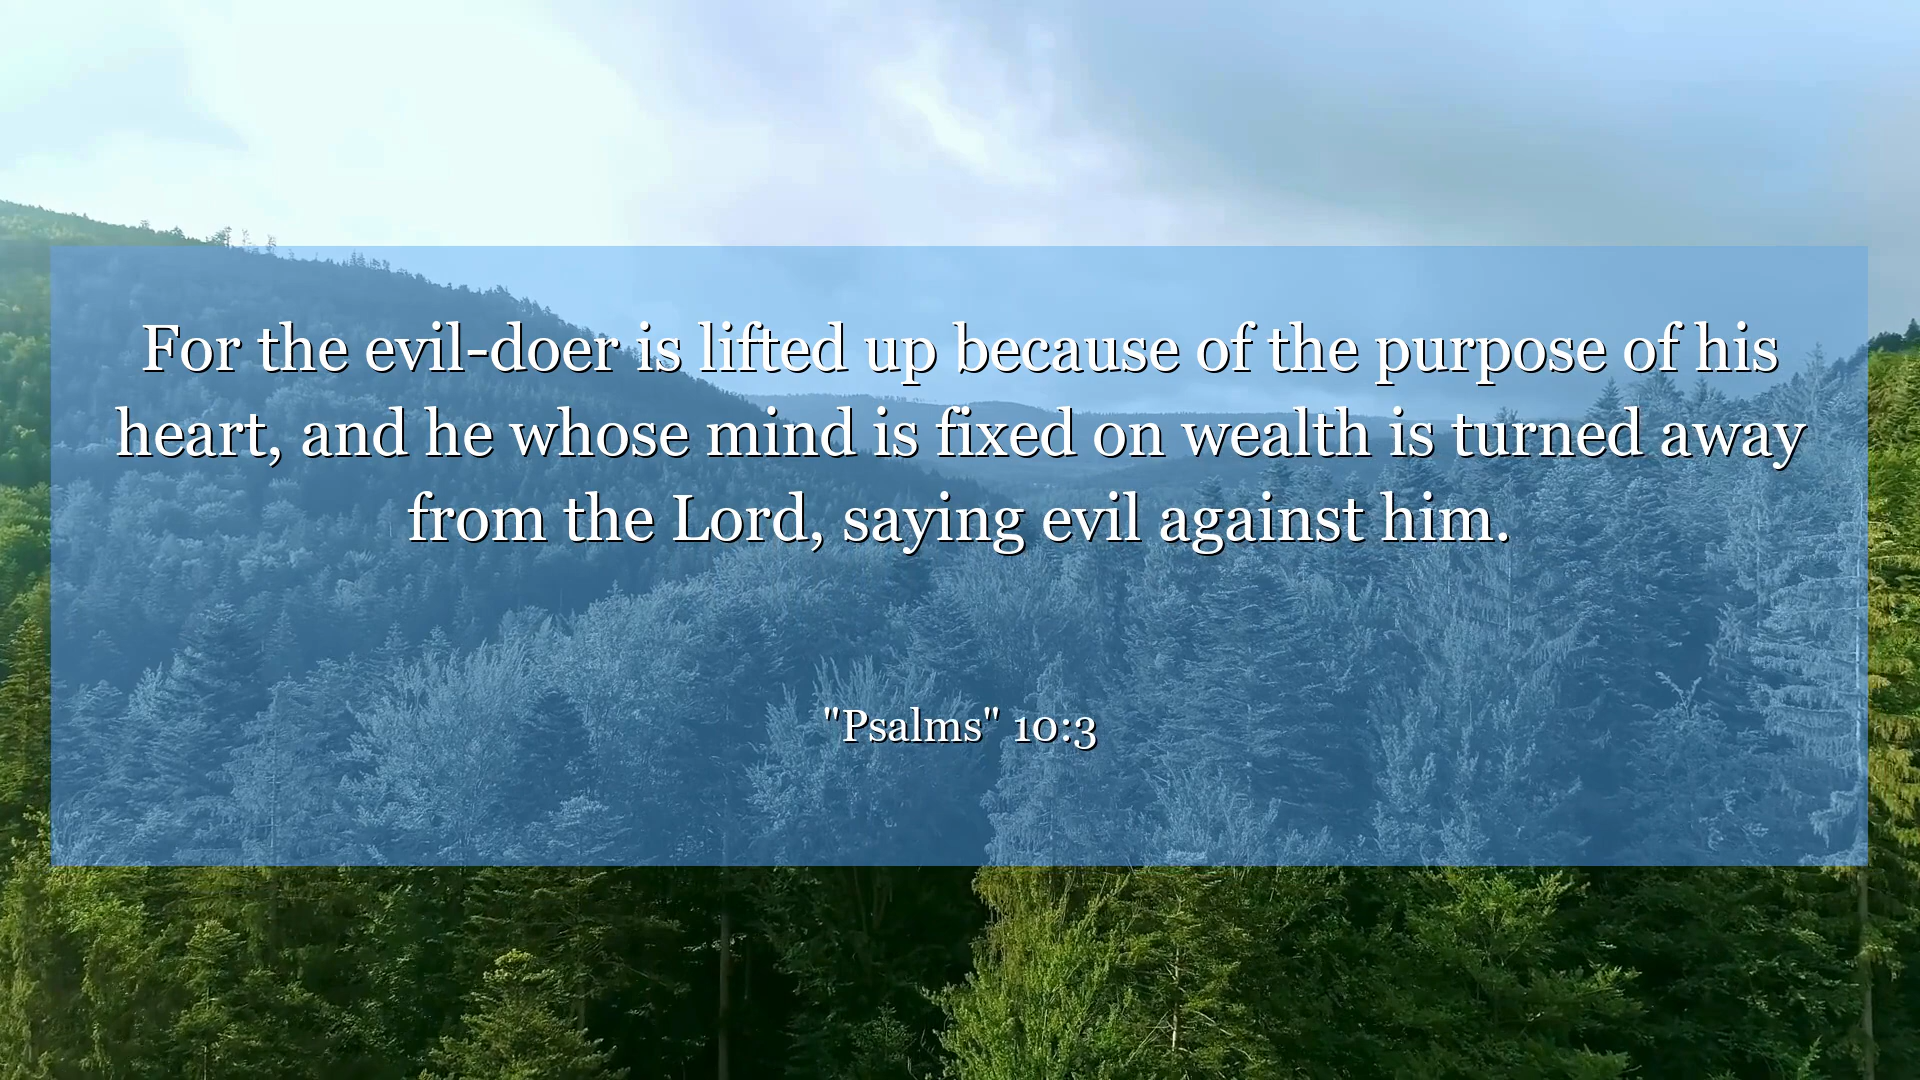 For the evil-doer is lifted up because of the purpose of his
heart, and he whose mind is fixed on wealth is turned away
from the Lord, saying evil against him.
"Psalms" 10:3